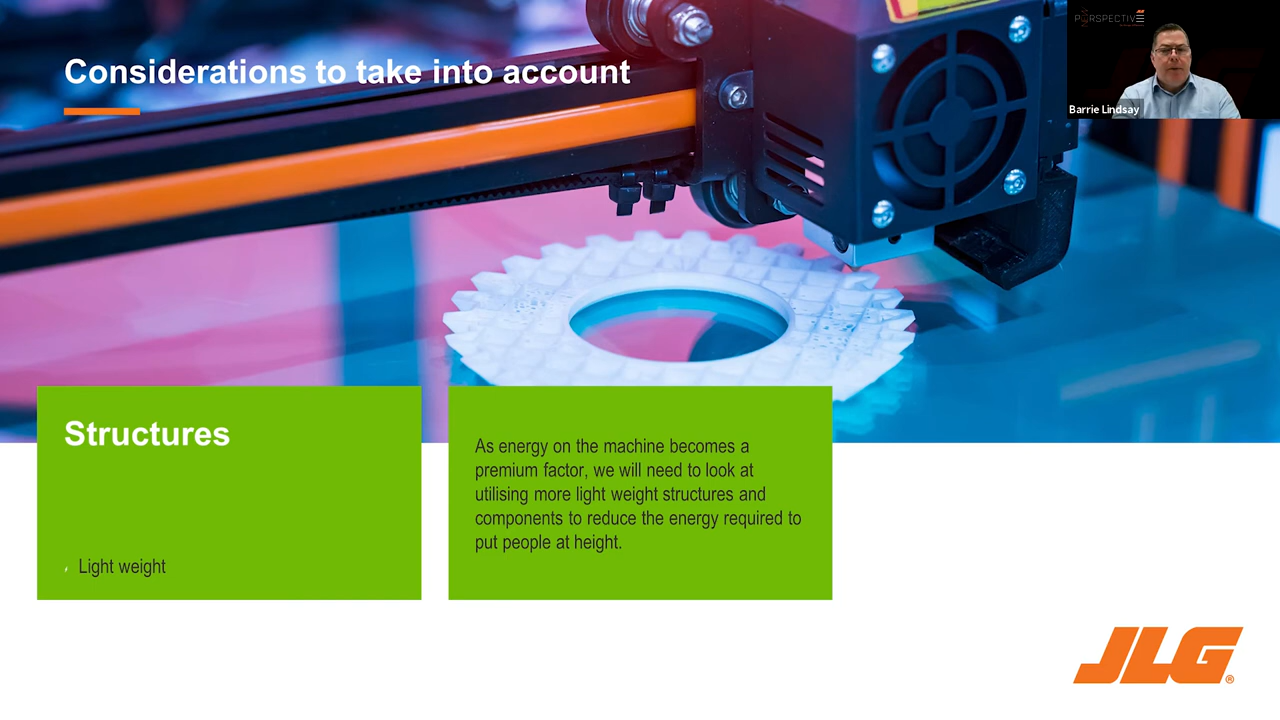 Considerations to take into account
PERSPECTIVE
Barrie Lindsay
Structures
Light weight
As energy on the machine becomes a
premium factor, we will need to look at
utilising more light weight structures and
components to reduce the energy required to
put people at height.
JLG®